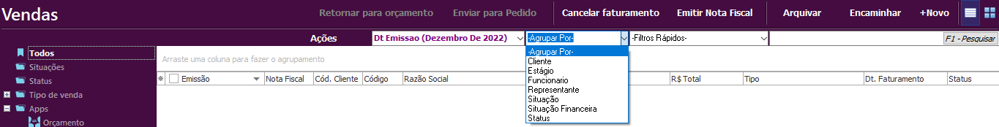 Vendas
Retornar para orçamento
Enviar para Pedido
Cancelar faturamento
Emitir Nota Fiscal
Arquivar
Encaminhar
+Novo
Ações
Dt Emissao (Dezembro De 2022)
-Agrupar Por-
-Filtros Rápidos-
F1 - Pesquisar
Todos
Situações
Status
Tipo de venda
Apps
Orçamento
Arraste uma coluna para fazer o agrupamento
-Agrupar Por-
Cliente
Estágio
Funcionario
Representante
Situação
Situação Financeira
Status
Emissão
Nota Fiscal
Cód. Cliente
Código
Razão Social
R$ Total
Tipo
Dt. Faturamento
Status